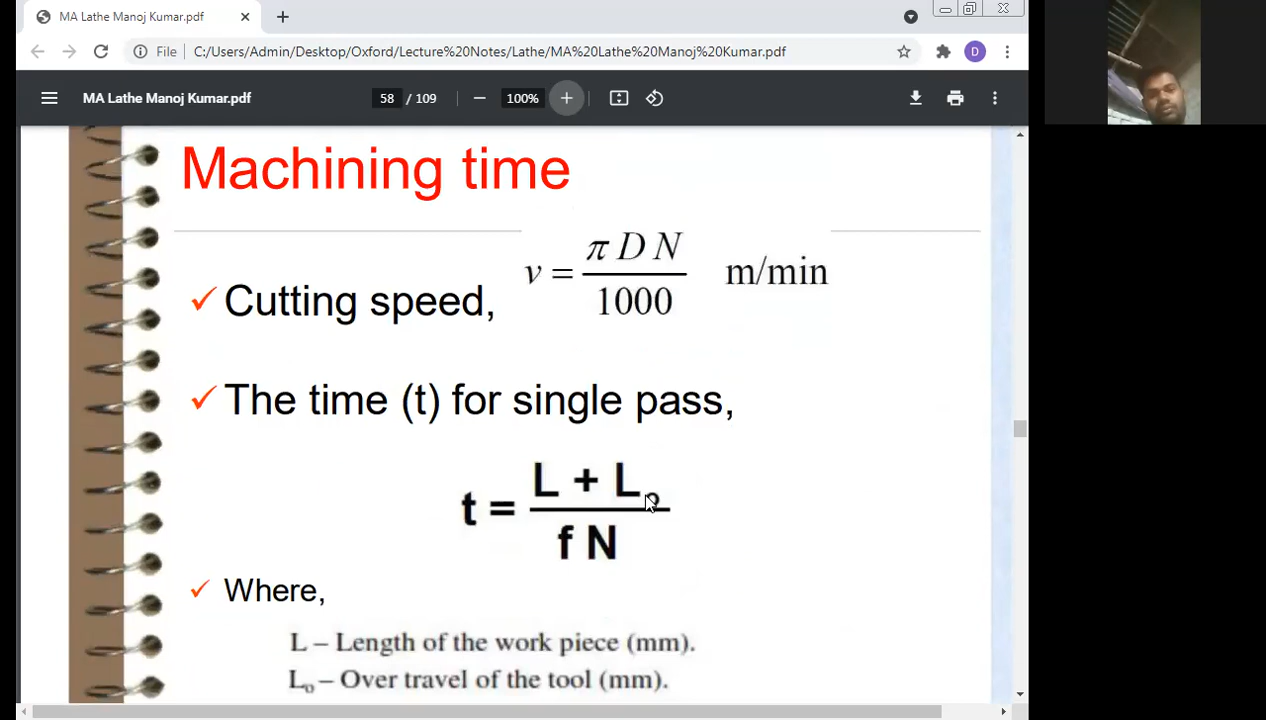 MA Lathe Manoj Kumar.pdf
File C:/Users/Admin/Desktop/Oxford/Lecture%20Notes/Lathe/MA%20Lathe%20Manoj%20Kumar.pdf
D
MA Lathe Manoj Kumar.pdf
58 / 109
100%
Machining time
✓ Cutting speed, v = π D N / 1000 m/min
✓ The time (t) for single pass,
t = L + Lₒ / f N
✓ Where,
L – Length of the work piece (mm).
Lₒ – Over travel of the tool (mm).